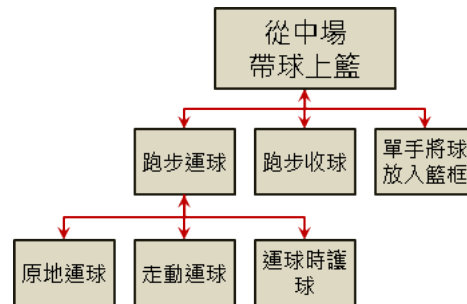 從中場
帶球上籃
跑步運球
跑步收球
單手將球
放入籃框
原地運球
走動運球
運球時護
球